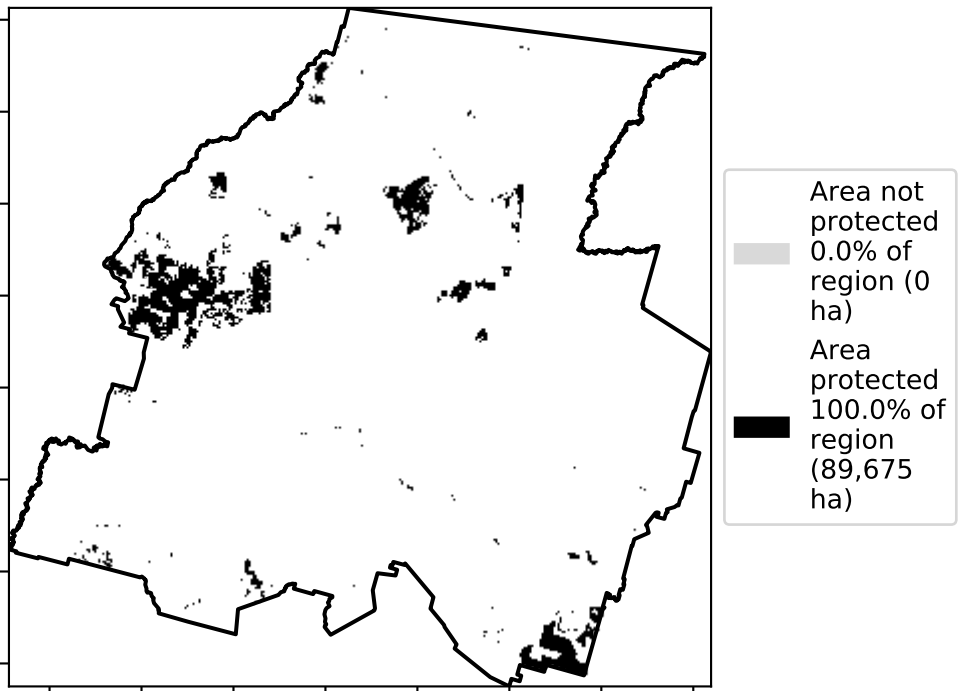 Area not
protected
0.0% of
region (0
ha)
Area
protected
100.0% of
region
(89,675
ha)